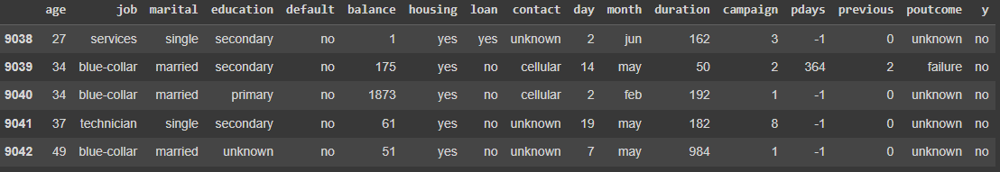 age job marital education default balance housing loan contact day month duration campaign pdays previous poutcome y
9038 27 services single secondary no 1 yes yes unknown 2 jun 162 3 -1 0 unknown no
9039 34 blue-collar married secondary no 175 yes no cellular 14 may 50 2 364 2 failure no
9040 34 blue-collar married primary no 1873 yes no cellular 2 feb 192 1 -1 0 unknown no
9041 37 technician single secondary no 61 yes no unknown 19 may 182 8 -1 0 unknown no
9042 49 blue-collar married unknown no 51 yes no unknown 7 may 984 1 -1 0 unknown no